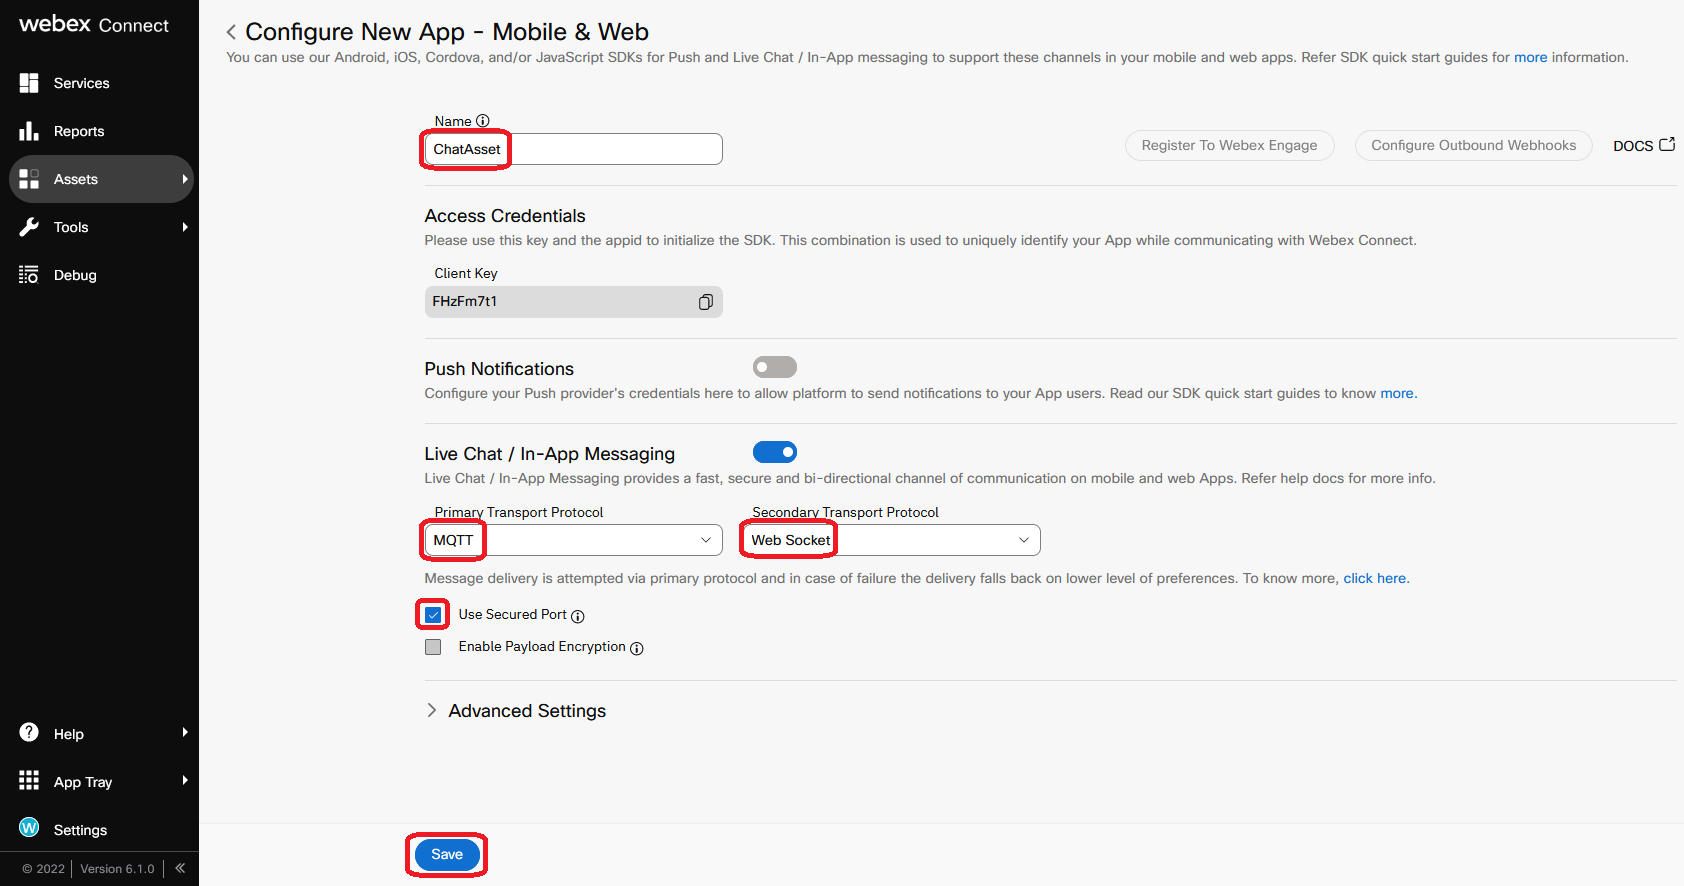 webex Connect
Services
Reports
Assets
Tools
Debug
Help
App Tray
W
Settings
© 2022 | Version 6.1.0
Configure New App - Mobile & Web
You can use our Android, iOS, Cordova, and/or JavaScript SDKs for Push and Live Chat / In-App messaging to support these channels in your mobile and web apps. Refer SDK quick start guides for more information.
Name
ChatAsset
Register To Webex Engage
Configure Outbound Webhooks
DOCS
Access Credentials
Please use this key and the appid to initialize the SDK. This combination is used to uniquely identify your App while communicating with Webex Connect.
Client Key
FHzFm7t1
Push Notifications
Configure your Push provider's credentials here to allow platform to send notifications to your App users. Read our SDK quick start guides to know more.
Live Chat / In-App Messaging
Live Chat / In-App Messaging provides a fast, secure and bi-directional channel of communication on mobile and web Apps. Refer help docs for more info.
Primary Transport Protocol
MQTT
Secondary Transport Protocol
Web Socket
Message delivery is attempted via primary protocol and in case of failure the delivery falls back on lower level of preferences. To know more, click here.
Use Secured Port
Enable Payload Encryption
Advanced Settings
Save